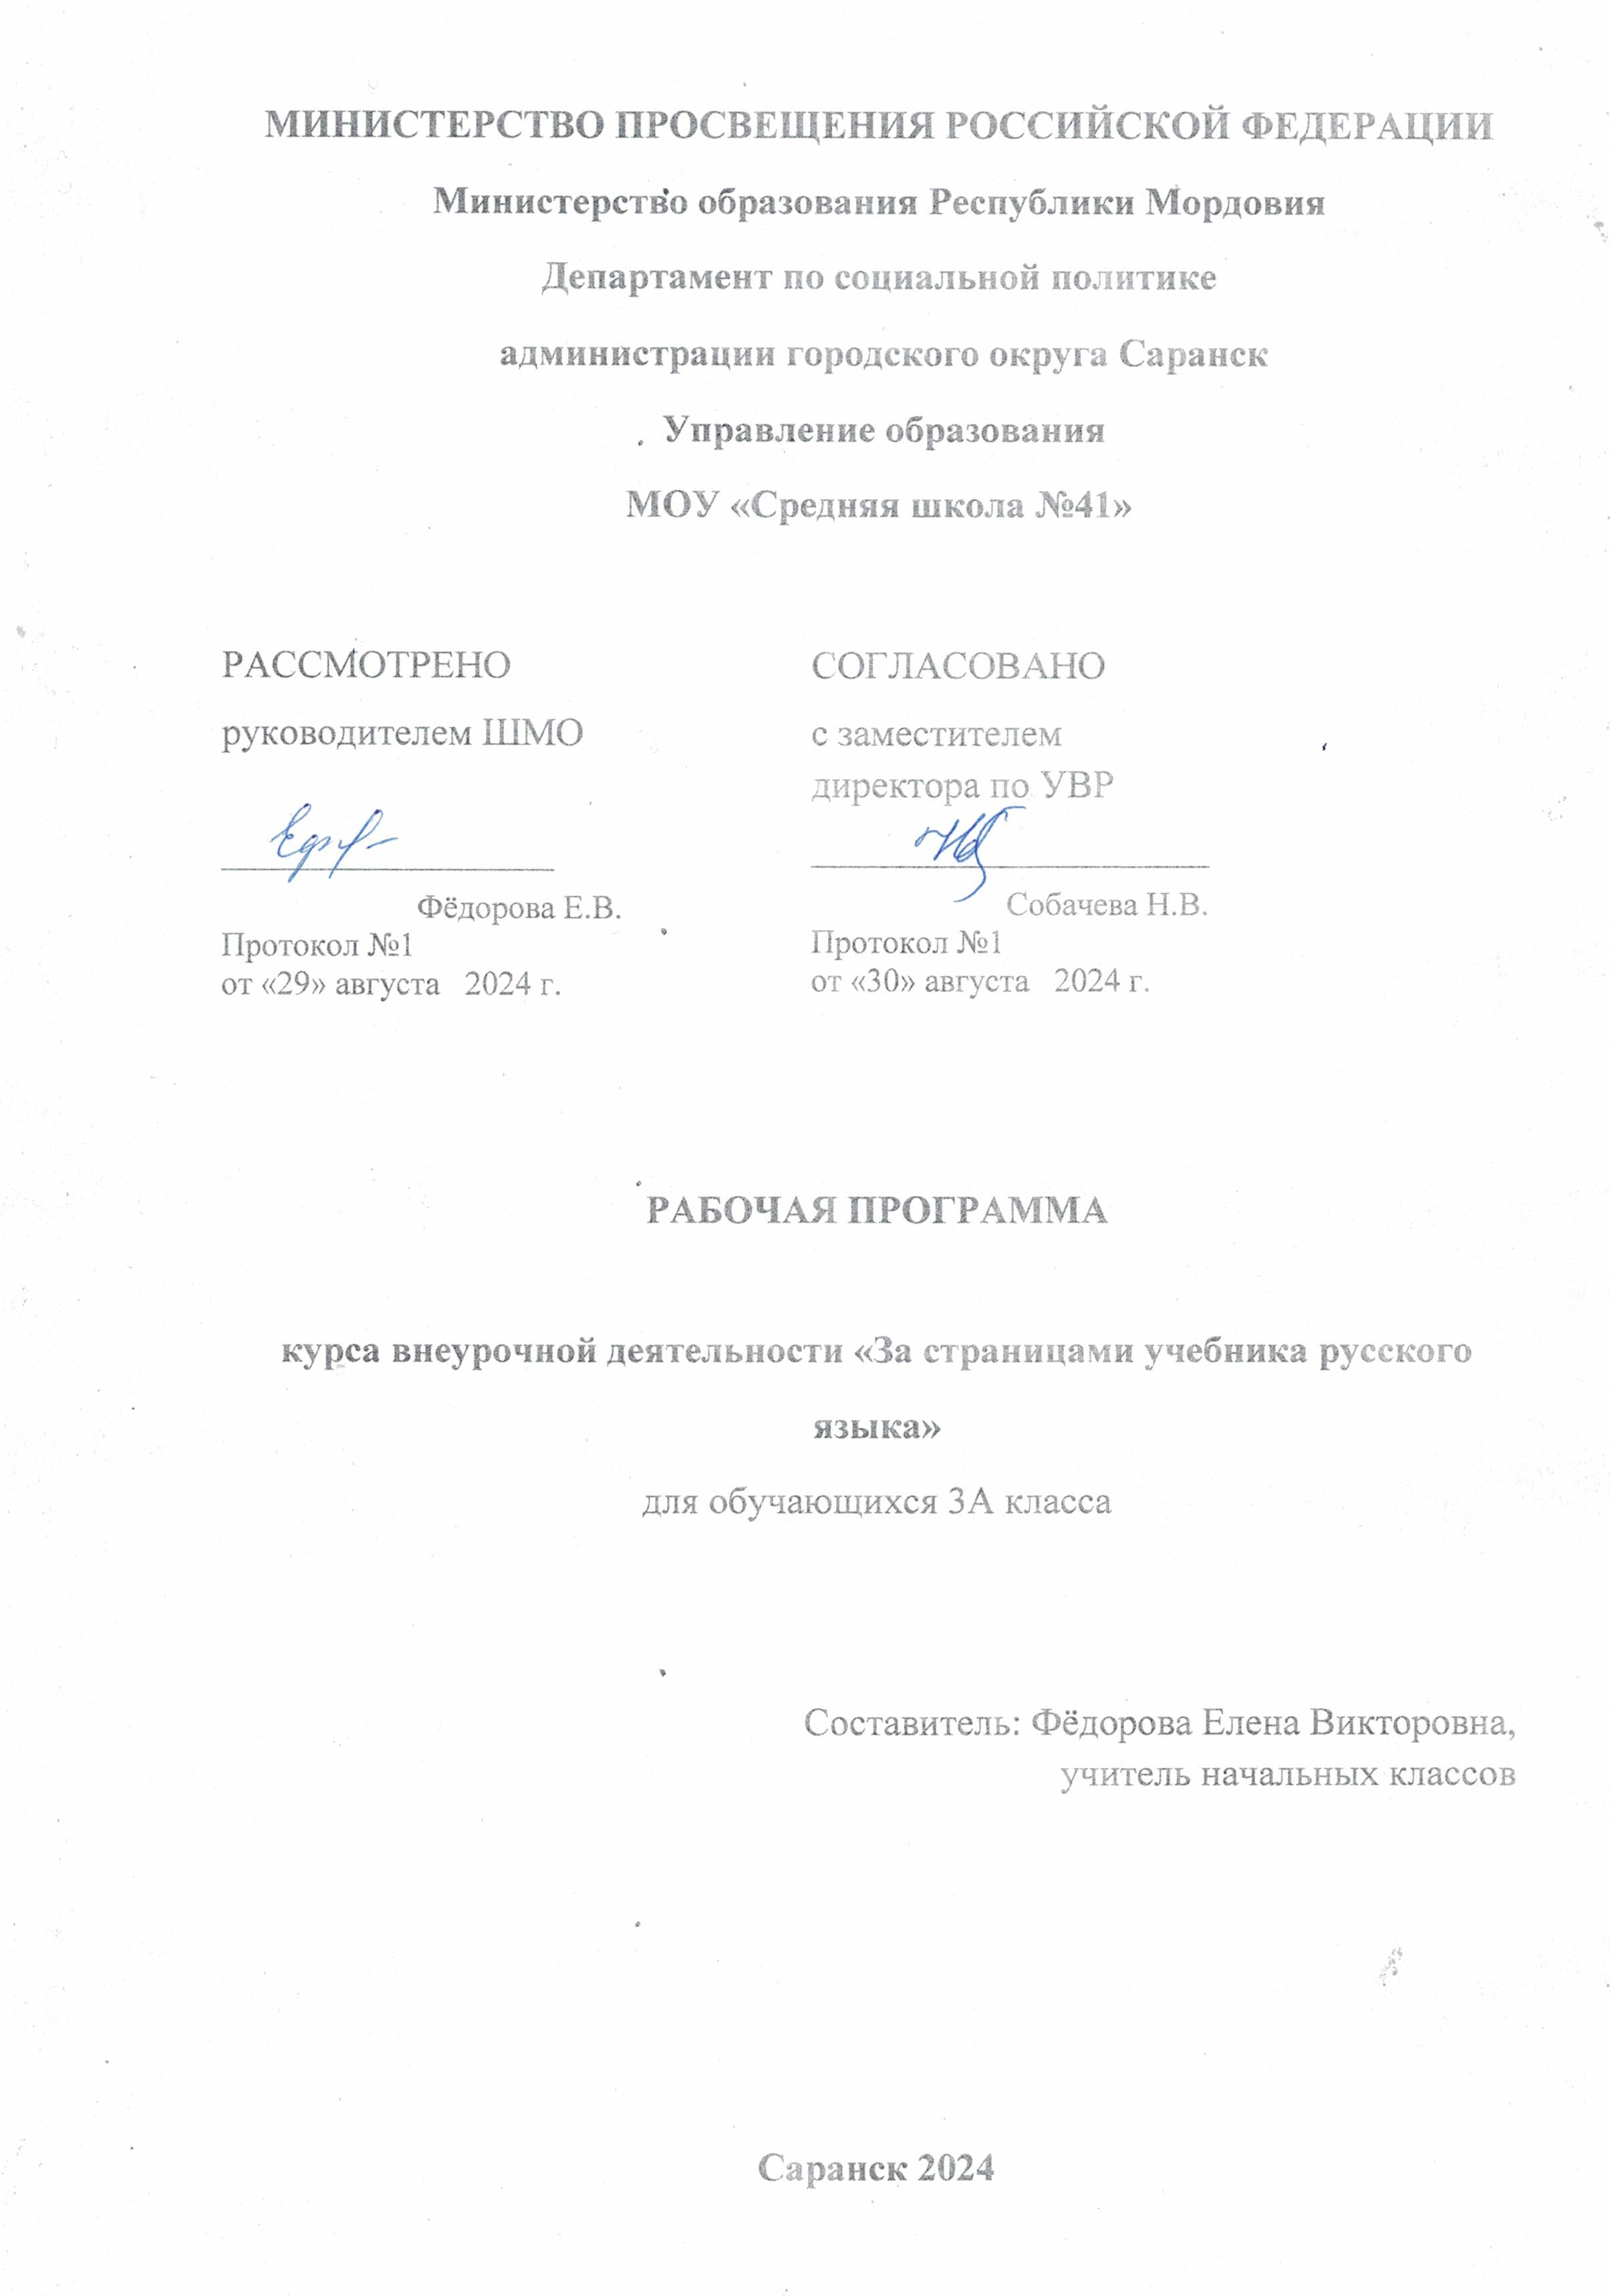 МИНИСТЕРСТВО ПРОСВЕЩЕНИЯ РОССИЙСКОЙ ФЕДЕРАЦИИ
Министерство образования Республики Мордовия
Департамент по социальной политике
администрации городского округа Саранск
Управление образования
МОУ «Средняя школа №41»
РАССМОТРЕНО
руководителем ШМО
Фёдорова Е.В.
Протокол №1
от «29» августа 2024 г.
СОГЛАСОВАНО
с заместителем
директора по УВР
Собачева Н.В.
Протокол №1
от «30» августа 2024 г.
РАБОЧАЯ ПРОГРАММА
курса внеурочной деятельности «За страницами учебника русского
языка»
для обучающихся 3А класса
Составитель: Фёдорова Елена Викторовна,
учитель начальных классов
Саранск 2024